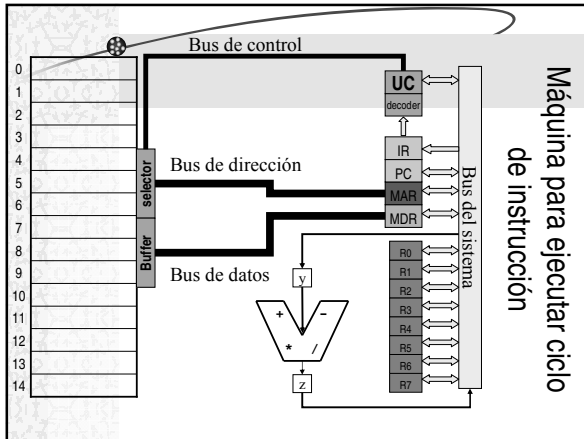 Bus de control
0
1
2
3
4
5
6
7
8
9
10
11
12
13
14
selector
Buffer
Bus de dirección
Bus de datos
UC
decoder
IR
PC
MAR
MDR
R0
R1
R2
R3
R4
R5
R6
R7
y
+ −
* /
z
Bus del sistema
Máquina para ejecutar ciclo
de instrucción